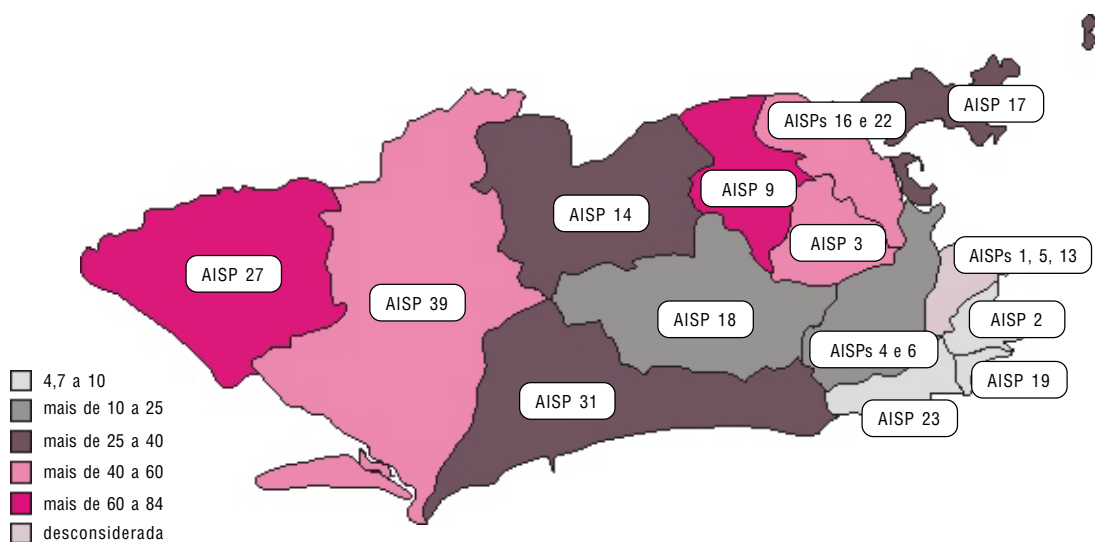 AISP 17
AISPs 16 e 22
AISP 9
AISP 14
AISP 3
AISPs 1, 5, 13
AISP 27
AISP 39
AISP 18
AISP 2
AISPs 4 e 6
AISP 19
AISP 31
AISP 23
4,7 a 10
mais de 10 a 25
mais de 25 a 40
mais de 40 a 60
mais de 60 a 84
desconsiderada